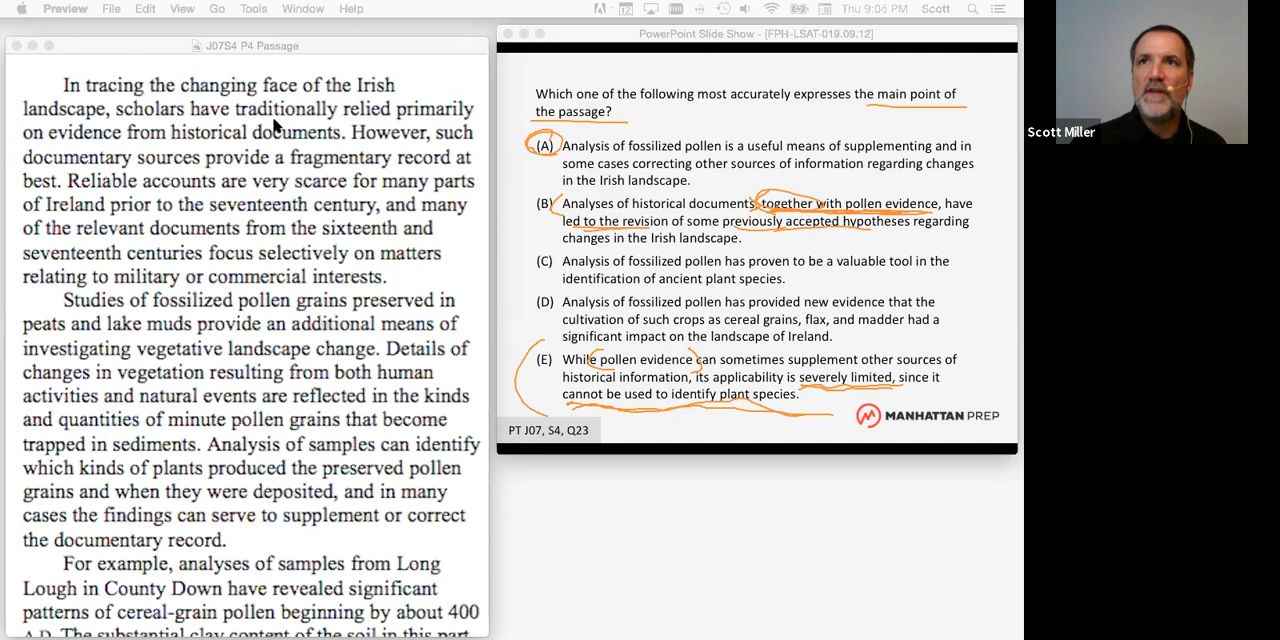 Preview File Edit View Go Tools Window Help
12
Thu 9:06 PM Scott
J07S4 P4 Passage
In tracing the changing face of the Irish
landscape, scholars have traditionally relied primarily
on evidence from historical documents. However, such
documentary sources provide a fragmentary record at
best. Reliable accounts are very scarce for many parts
of Ireland prior to the seventeenth century, and many
of the relevant documents from the sixteenth and
seventeenth centuries focus selectively on matters
relating to military or commercial interests.
Studies of fossilized pollen grains preserved in
peats and lake muds provide an additional means of
investigating vegetative landscape change. Details of
changes in vegetation resulting from both human
activities and natural events are reflected in the kinds
and quantities of minute pollen grains that become
trapped in sediments. Analysis of samples can identify
which kinds of plants produced the preserved pollen
grains and when they were deposited, and in many
cases the findings can serve to supplement or correct
the documentary record.
For example, analyses of samples from Long
Lough in County Down have revealed significant
patterns of cereal-grain pollen beginning by about 400
A.D. The substantial clay content of the soil in this part
PowerPoint Slide Show - [FPH-LSAT-019.09.12]
Which one of the following most accurately expresses the main point of
the passage?
(A) Analysis of fossilized pollen is a useful means of supplementing and in
some cases correcting other sources of information regarding changes
in the Irish landscape.
(B) Analyses of historical documents, together with pollen evidence, have
led to the revision of some previously accepted hypotheses regarding
changes in the Irish landscape.
(C) Analysis of fossilized pollen has proven to be a valuable tool in the
identification of ancient plant species.
(D) Analysis of fossilized pollen has provided new evidence that the
cultivation of such crops as cereal grains, flax, and madder had a
significant impact on the landscape of Ireland.
(E) While pollen evidence can sometimes supplement other sources of
historical information, its applicability is severely limited, since it
cannot be used to identify plant species.
MANHATTAN PREP
PT J07, S4, Q23
Scott Miller